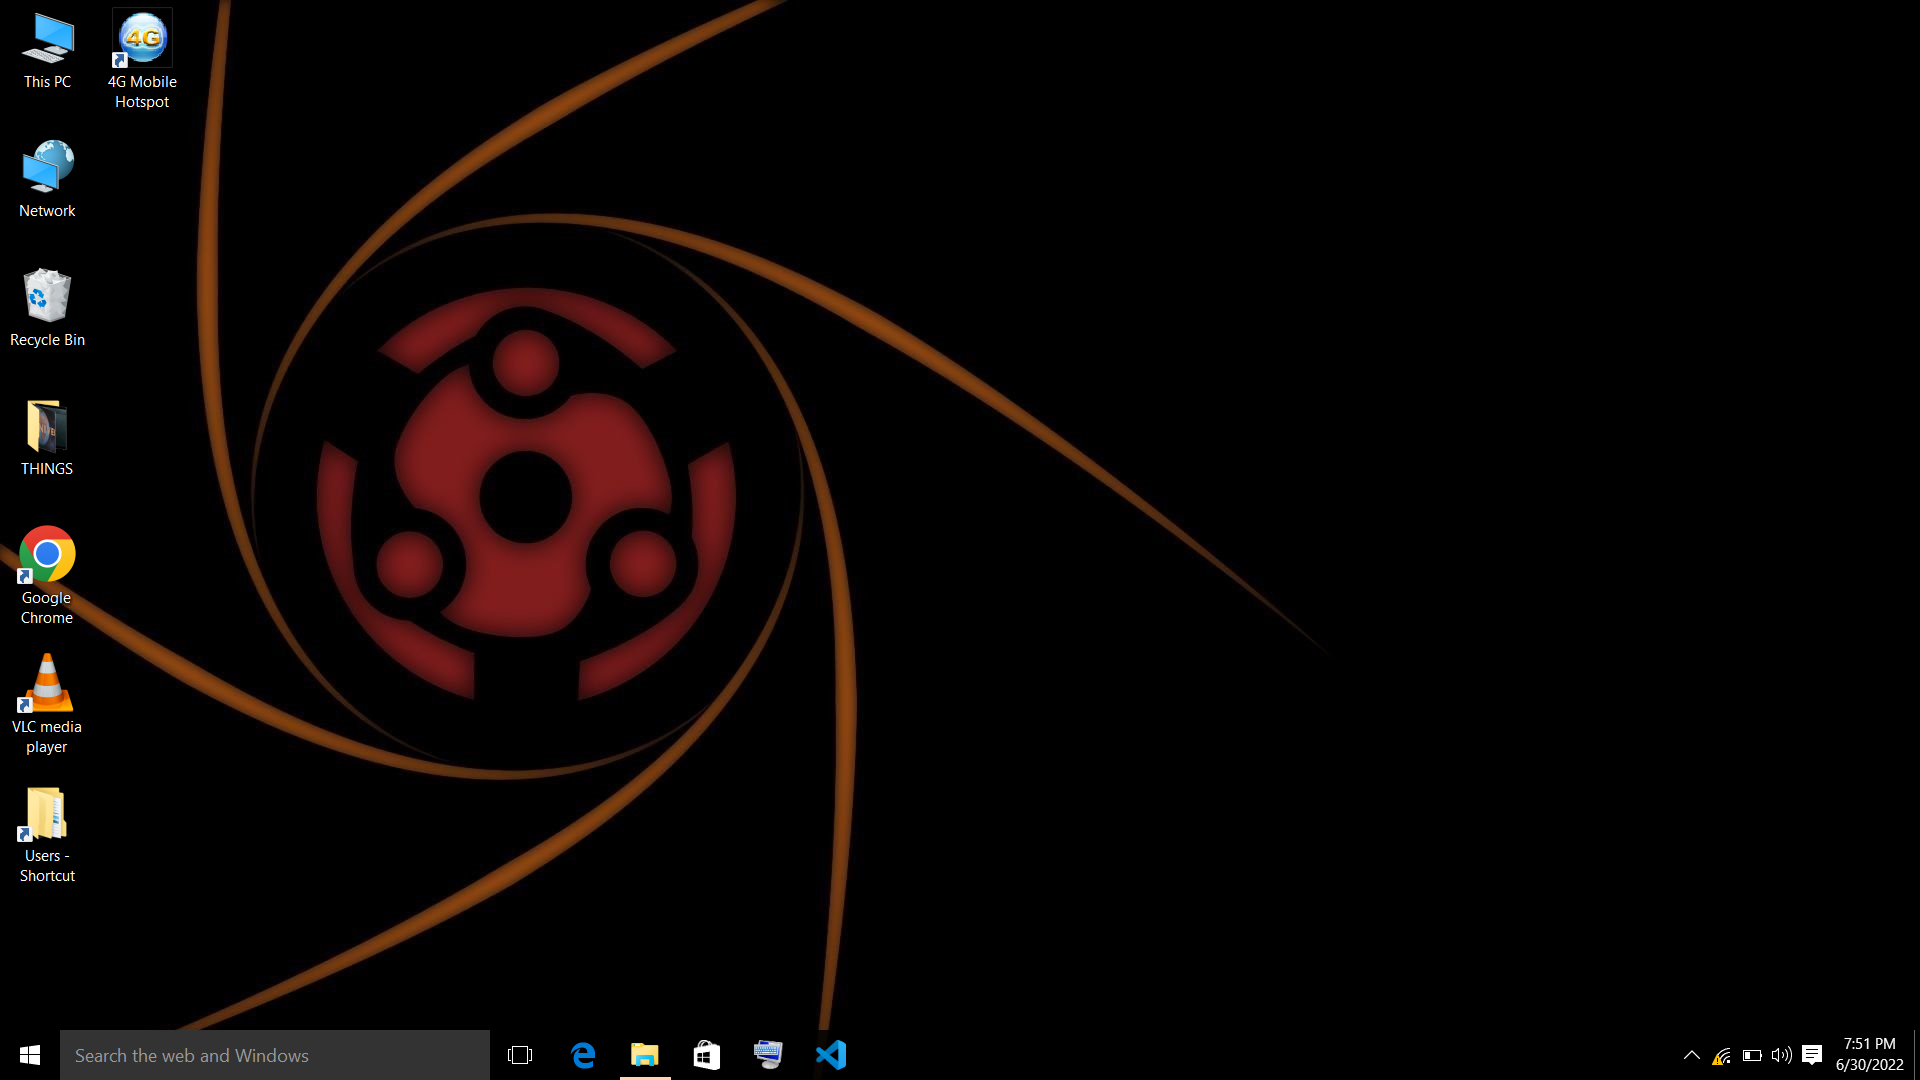 This PC
4G
4G Mobile
Hotspot
Network
Recycle Bin
THINGS
Google
Chrome
VLC media
player
Users -
Shortcut
Search the web and Windows
7:51 PM
6/30/2022